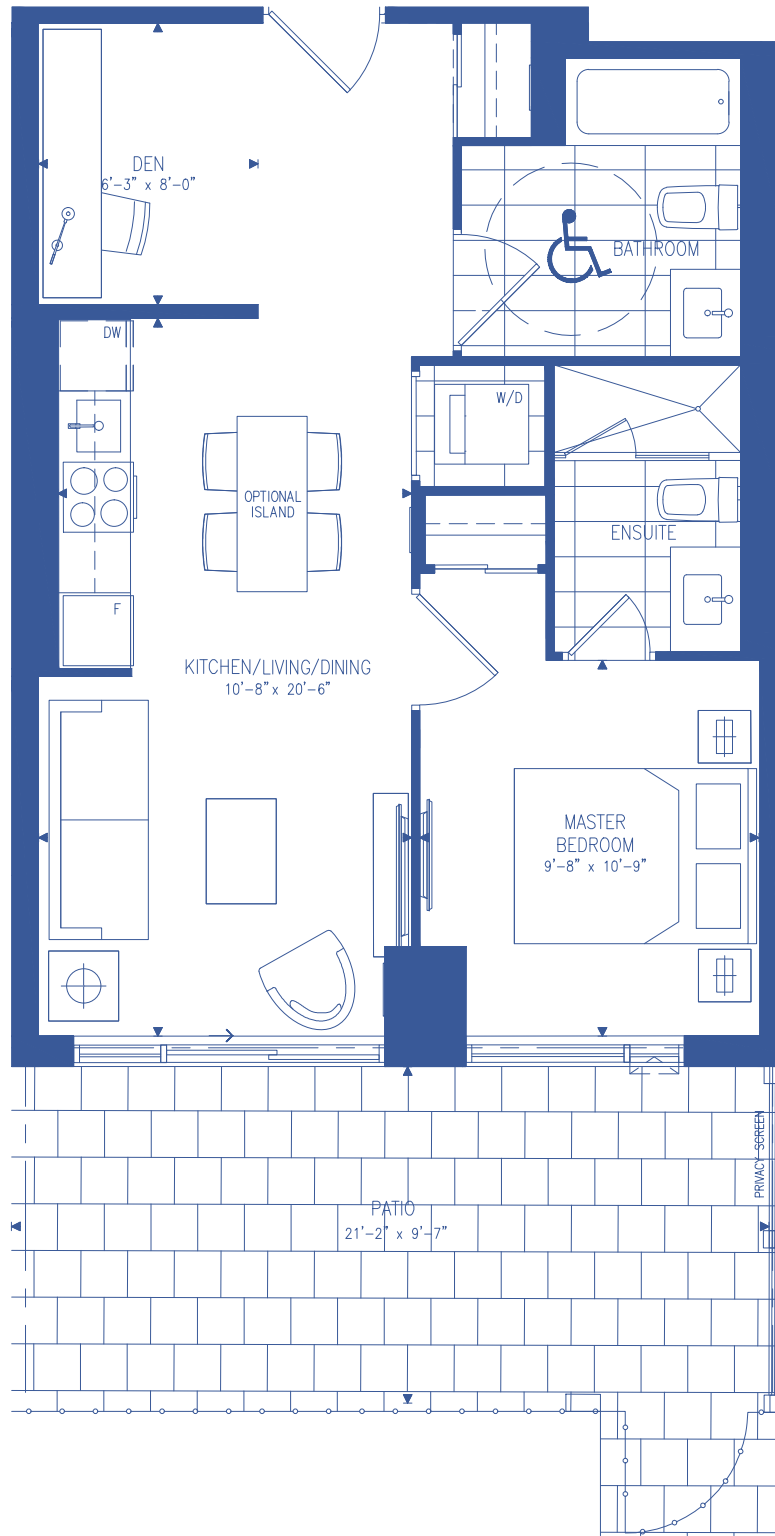 DEN
6'-3" x 8'-0"
BATHROOM
DW
W/D
OPTIONAL
ISLAND
ENSUITE
F
KITCHEN/LIVING/DINING
10'-8" x 20'-6"
MASTER
BEDROOM
9'-8" x 10'-9"
PRIVACY SCREEN
PATIO
21'-2" x 9'-7"